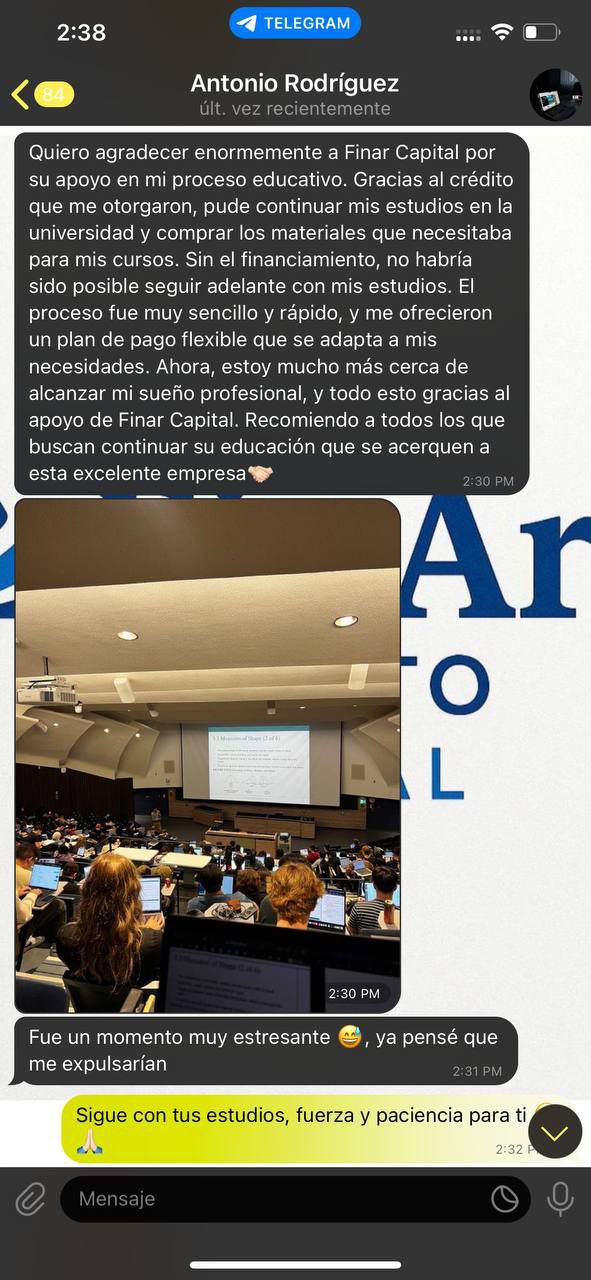 2:38
TELEGRAM
84
Antonio Rodríguez
últ. vez recientemente
Quiero agradecer enormemente a Finar Capital por
su apoyo en mi proceso educativo. Gracias al crédito
que me otorgaron, pude continuar mis estudios en la
universidad y comprar los materiales que necesitaba
para mis cursos. Sin el financiamiento, no habría
sido posible seguir adelante con mis estudios. El
proceso fue muy sencillo y rápido, y me ofrecieron
un plan de pago flexible que se adapta a mis
necesidades. Ahora, estoy mucho más cerca de
alcanzar mi sueño profesional, y todo esto gracias al
apoyo de Finar Capital. Recomiendo a todos los que
buscan continuar su educación que se acerquen a
esta excelente empresa🤝🏻
2:30 PM
Ar
TO
AL
2:30 PM
Fue un momento muy estresante 😅, ya pensé que
me expulsarían
2:31 PM
Sigue con tus estudios, fuerza y paciencia para ti
🙏🏻
2:32 P
Mensaje